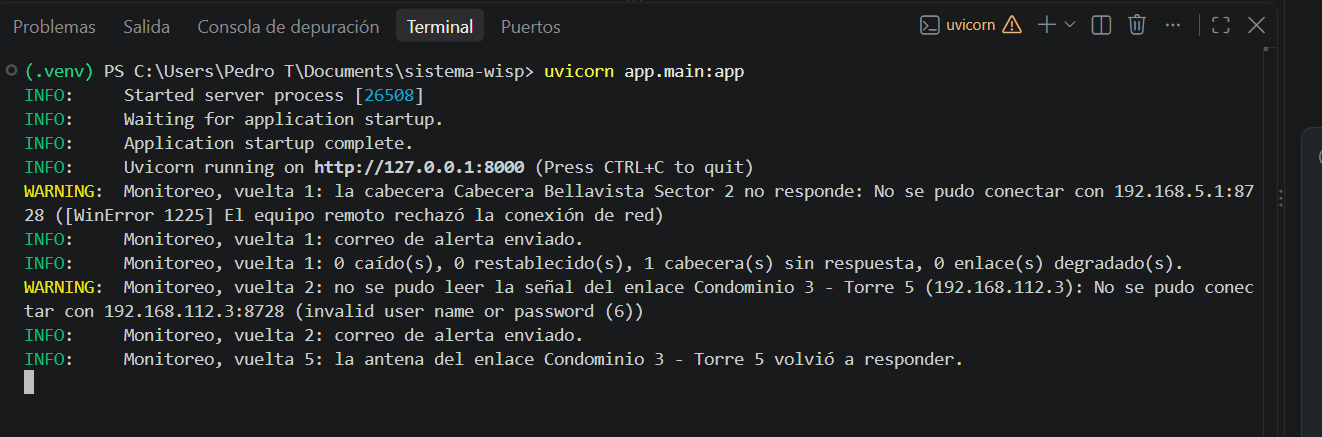 Problemas Salida Consola de depuración Terminal Puertos uvicorn
(.venv) PS C:\Users\Pedro T\Documents\sistema-wisp> uvicorn app.main:app
INFO: Started server process [26508]
INFO: Waiting for application startup.
INFO: Application startup complete.
INFO: Uvicorn running on http://127.0.0.1:8000 (Press CTRL+C to quit)
WARNING: Monitoreo, vuelta 1: la cabecera Cabecera Bellavista Sector 2 no responde: No se pudo conectar con 192.168.5.1:87
28 ([WinError 1225] El equipo remoto rechazó la conexión de red)
INFO: Monitoreo, vuelta 1: correo de alerta enviado.
INFO: Monitoreo, vuelta 1: 0 caído(s), 0 restablecido(s), 1 cabecera(s) sin respuesta, 0 enlace(s) degradado(s).
WARNING: Monitoreo, vuelta 2: no se pudo leer la señal del enlace Condominio 3 - Torre 5 (192.168.112.3): No se pudo conec
tar con 192.168.112.3:8728 (invalid user name or password (6))
INFO: Monitoreo, vuelta 2: correo de alerta enviado.
INFO: Monitoreo, vuelta 5: la antena del enlace Condominio 3 - Torre 5 volvió a responder.